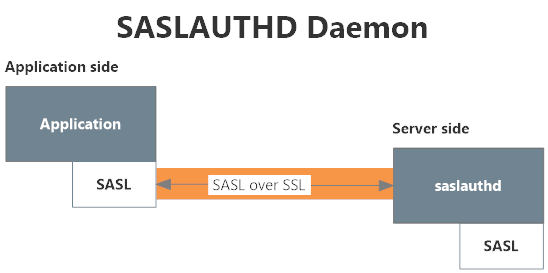 SASLAUTHD Daemon
Application side
Application
Server side
SASL
SASL over SSL
saslauthd
SASL